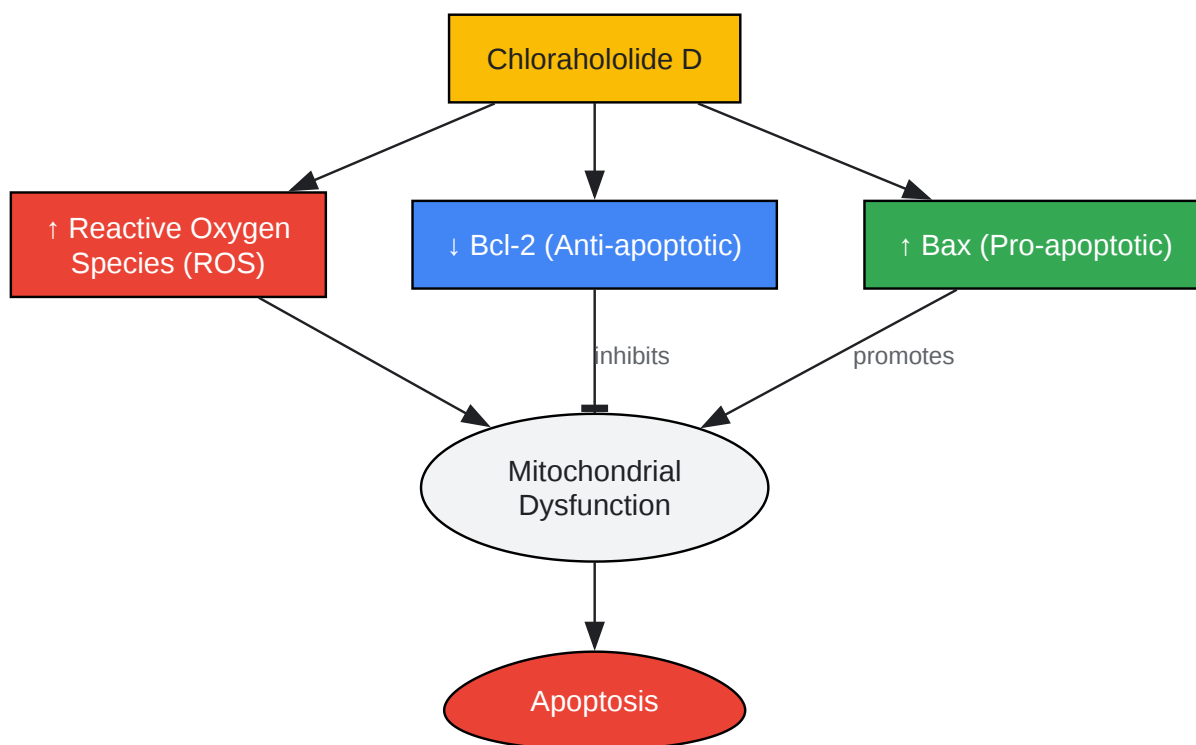 Chlorahololide D
↑ Reactive Oxygen
Species (ROS)
↓ Bcl-2 (Anti-apoptotic)
↑ Bax (Pro-apoptotic)
inhibits
promotes
Mitochondrial
Dysfunction
Apoptosis